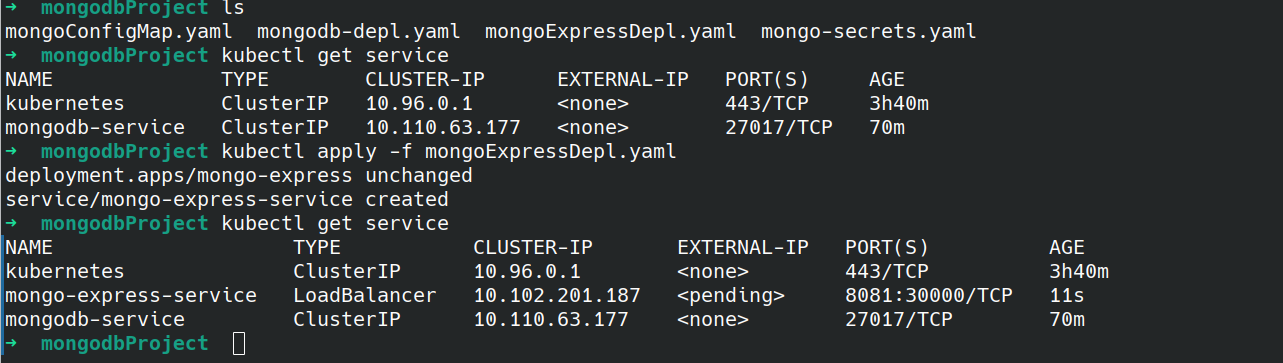 ➜  mongodbProject ls
mongoConfigMap.yaml  mongodb-depl.yaml  mongoExpressDepl.yaml  mongo-secrets.yaml
➜  mongodbProject kubectl get service
NAME              TYPE        CLUSTER-IP      EXTERNAL-IP   PORT(S)     AGE
kubernetes        ClusterIP   10.96.0.1       <none>        443/TCP     3h40m
mongodb-service   ClusterIP   10.110.63.177   <none>        27017/TCP   70m
➜  mongodbProject kubectl apply -f mongoExpressDepl.yaml
deployment.apps/mongo-express unchanged
service/mongo-express-service created
➜  mongodbProject kubectl get service
NAME                    TYPE           CLUSTER-IP       EXTERNAL-IP   PORT(S)          AGE
kubernetes              ClusterIP      10.96.0.1        <none>        443/TCP          3h40m
mongo-express-service   LoadBalancer   10.102.201.187   <pending>     8081:30000/TCP   11s
mongodb-service         ClusterIP      10.110.63.177    <none>        27017/TCP        70m
➜  mongodbProject